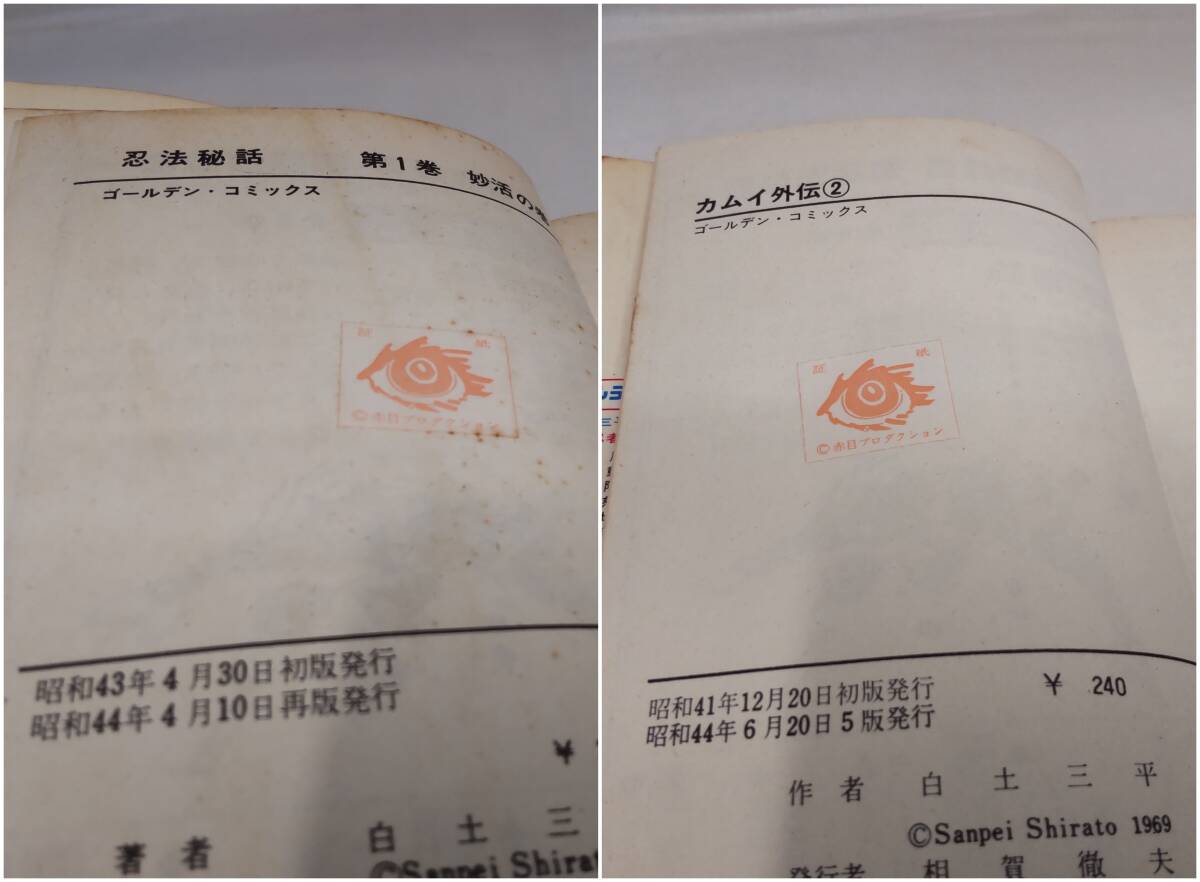 忍法秘話 第1巻 妙活の
ゴールデン・コミックス
証 紙
©赤目プロダクション
昭和43年4月30日初版発行
昭和44年4月10日再版発行
¥
著者 白土三
©Sanpei Shirat
カムイ外伝②
ゴールデン・コミックス
証 紙
©赤目プロダクション
昭和41年12月20日初版発行 ¥ 240
昭和44年6月20日5版発行
作者 白土三平
©Sanpei Shirato 1969
発行者 相賀徹夫